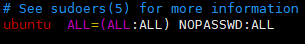 # See sudoers(5) for more information
ubuntu  ALL=(ALL:ALL) NOPASSWD:ALL